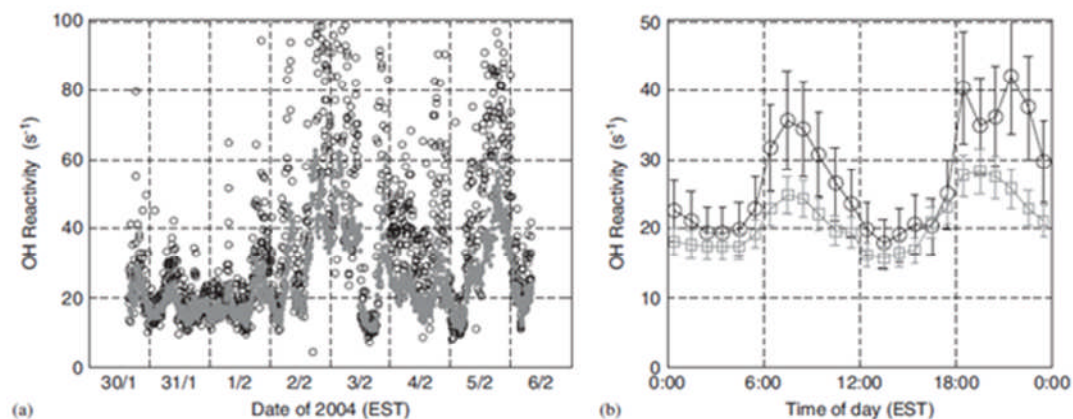 100
80
60
40
20
0
OH Reactivity (s⁻¹)
30/1 31/1 1/2 2/2 3/2 4/2 5/2 6/2
(a) Date of 2004 (EST)
50
40
30
20
10
0
OH Reactivity (s⁻¹)
0:00 6:00 12:00 18:00 0:00
(b) Time of day (EST)